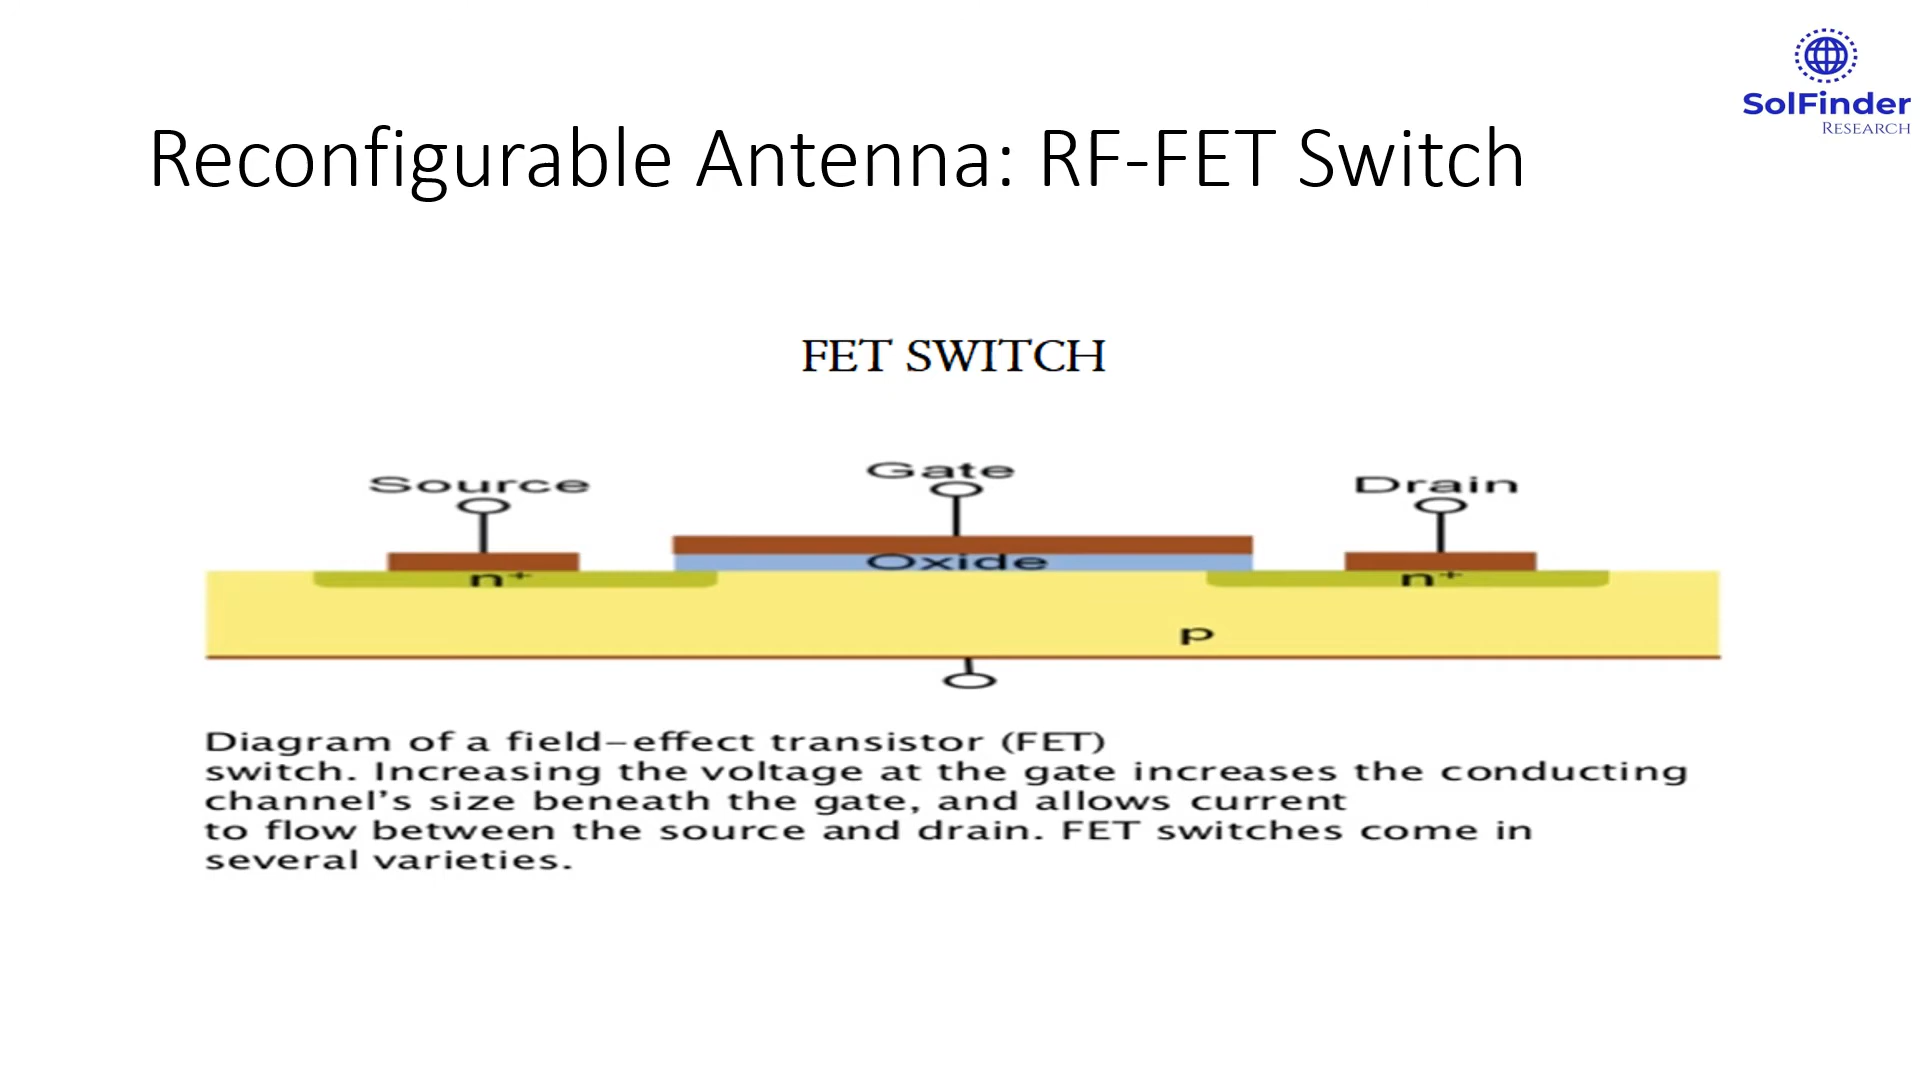 SolFinder
RESEARCH
Reconfigurable Antenna: RF-FET Switch
FET SWITCH
Source
Gate
Drain
Oxide
n⁺
n⁺
p
Diagram of a field-effect transistor (FET)
switch. Increasing the voltage at the gate increases the conducting
channel's size beneath the gate, and allows current
to flow between the source and drain. FET switches come in
several varieties.